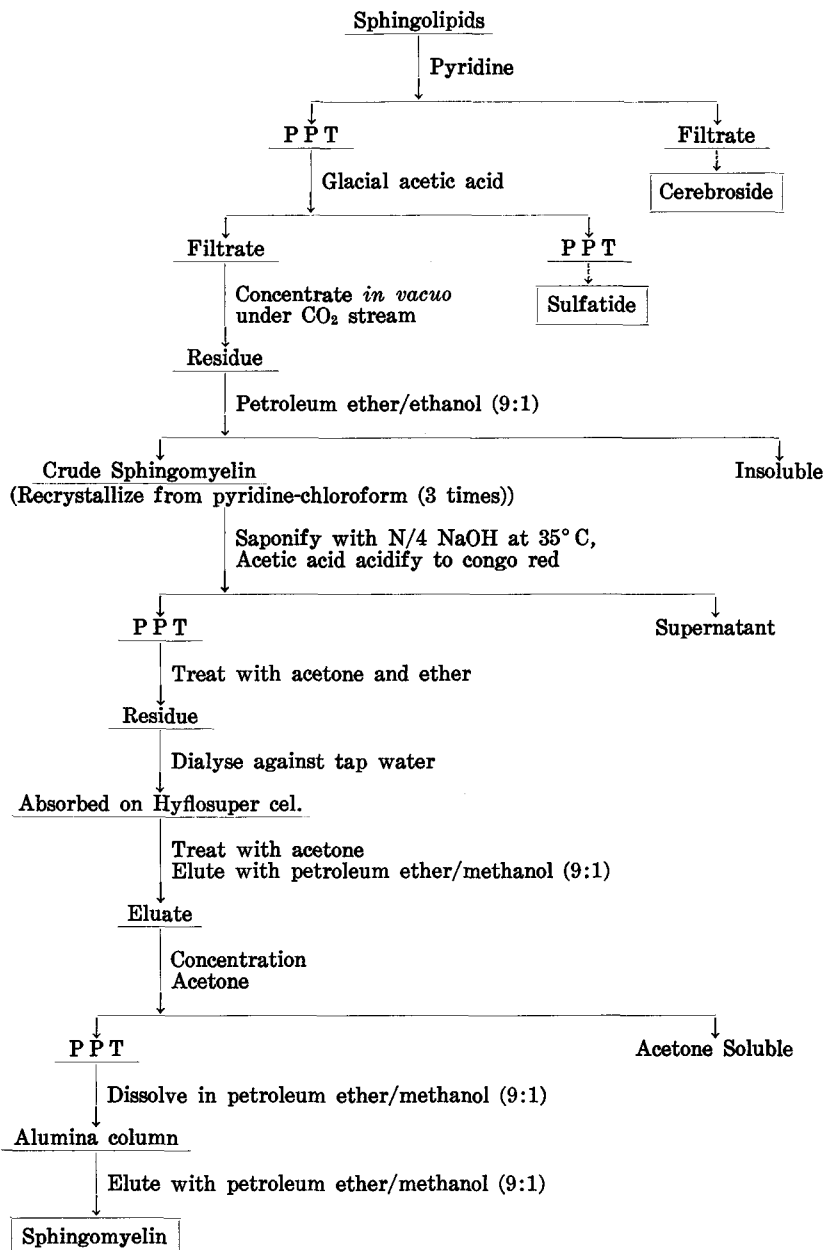 Sphingolipids
Pyridine
PPT
Filtrate
Glacial acetic acid
Cerebroside
Filtrate
PPT
Concentrate in vacuo
under CO₂ stream
Sulfatide
Residue
Petroleum ether/ethanol (9:1)
Crude Sphingomyelin
Insoluble
(Recrystallize from pyridine-chloroform (3 times))
Saponify with N/4 NaOH at 35° C,
Acetic acid acidify to congo red
PPT
Supernatant
Treat with acetone and ether
Residue
Dialyse against tap water
Absorbed on Hyflosuper cel.
Treat with acetone
Elute with petroleum ether/methanol (9:1)
Eluate
Concentration
Acetone
PPT
Acetone Soluble
Dissolve in petroleum ether/methanol (9:1)
Alumina column
Elute with petroleum ether/methanol (9:1)
Sphingomyelin